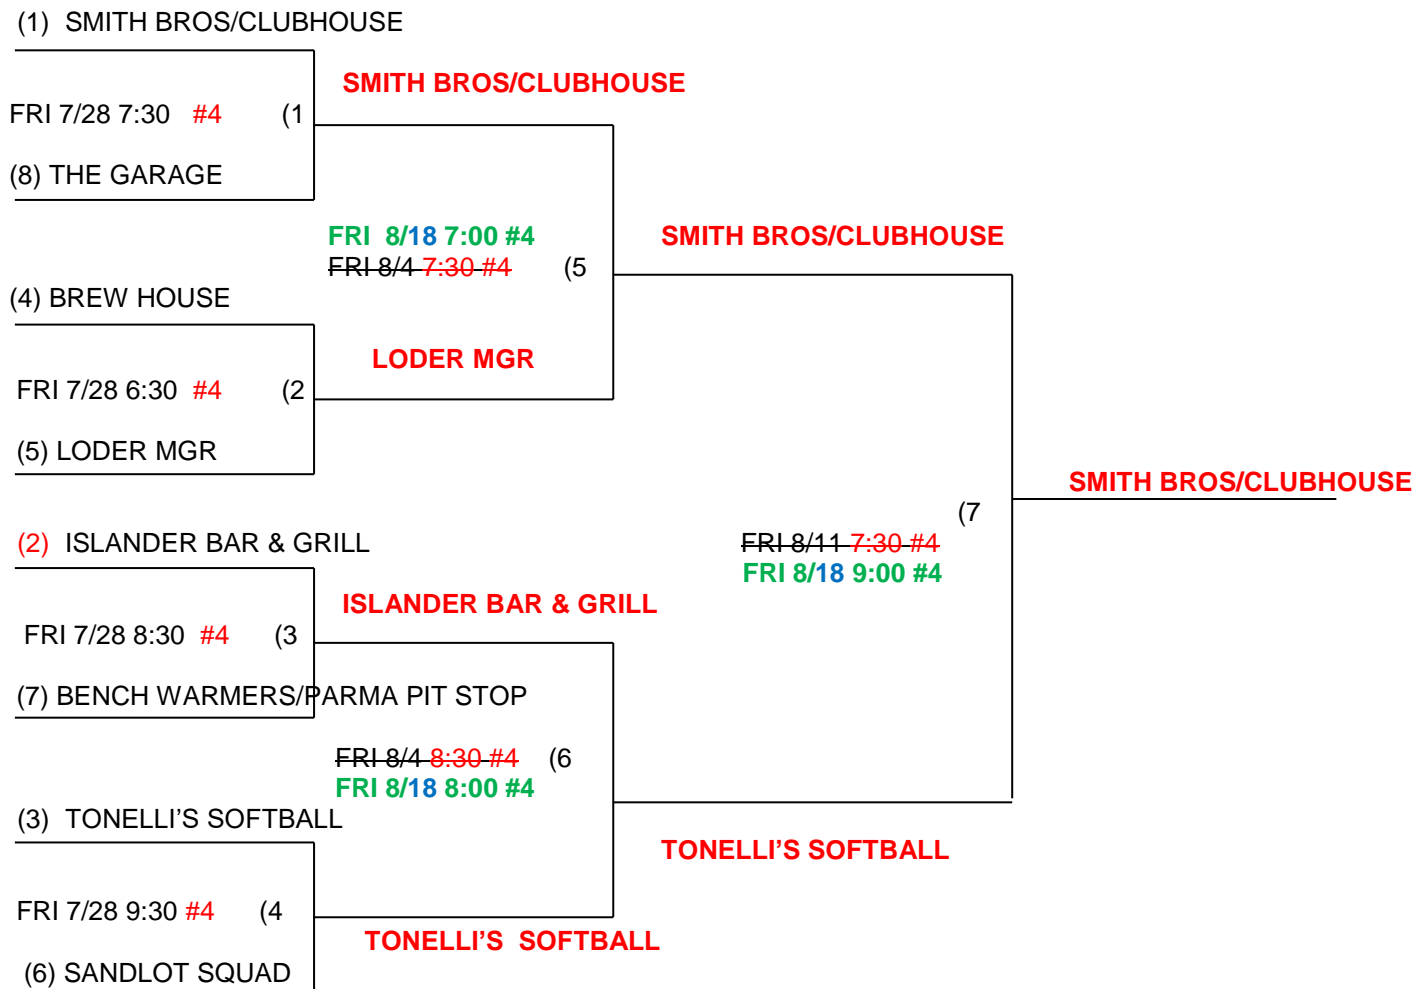 (1) SMITH BROS/CLUBHOUSE
SMITH BROS/CLUBHOUSE
FRI 7/28 7:30 #4 (1
(8) THE GARAGE
FRI 8/18 7:00 #4
SMITH BROS/CLUBHOUSE
FRI 8/4 7:30 #4 (5
(4) BREW HOUSE
LODER MGR
FRI 7/28 6:30 #4 (2
(5) LODER MGR
SMITH BROS/CLUBHOUSE
(7
(2) ISLANDER BAR & GRILL
FRI 8/11 7:30 #4
FRI 8/18 9:00 #4
ISLANDER BAR & GRILL
FRI 7/28 8:30 #4 (3
(7) BENCH WARMERS/PARMA PIT STOP
FRI 8/4 8:30 #4 (6
FRI 8/18 8:00 #4
(3) TONELLI’S SOFTBALL
TONELLI’S SOFTBALL
FRI 7/28 9:30 #4 (4
TONELLI’S SOFTBALL
(6) SANDLOT SQUAD